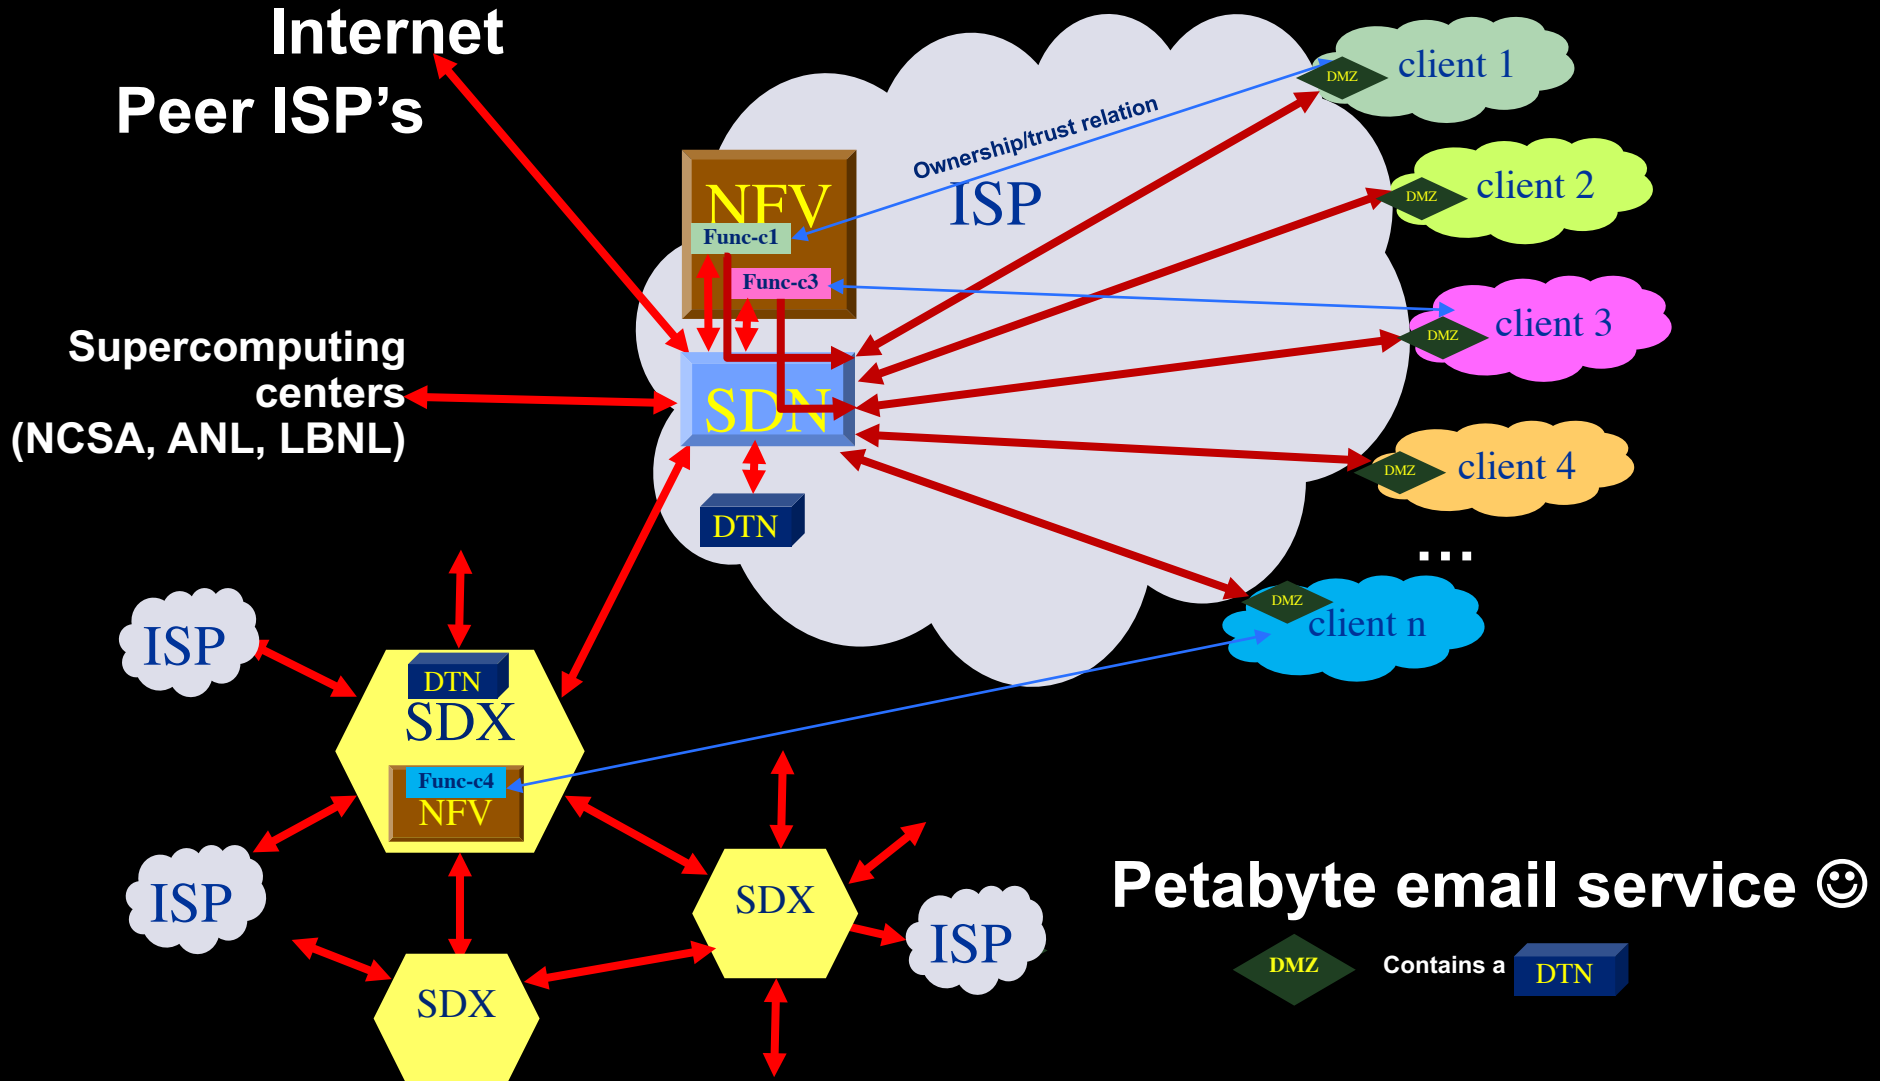 Internet
Peer ISP's
Supercomputing
centers
(NCSA, ANL, LBNL)
NFV
Func-c1
Func-c3
Ownership/trust relation
ISP
SDN
DTN
DMZ
client 1
DMZ
client 2
DMZ
client 3
DMZ
client 4
...
DMZ
client n
ISP
DTN
SDX
Func-c4
NFV
ISP
SDX
SDX
ISP
Petabyte email service ☺
DMZ
Contains a
DTN